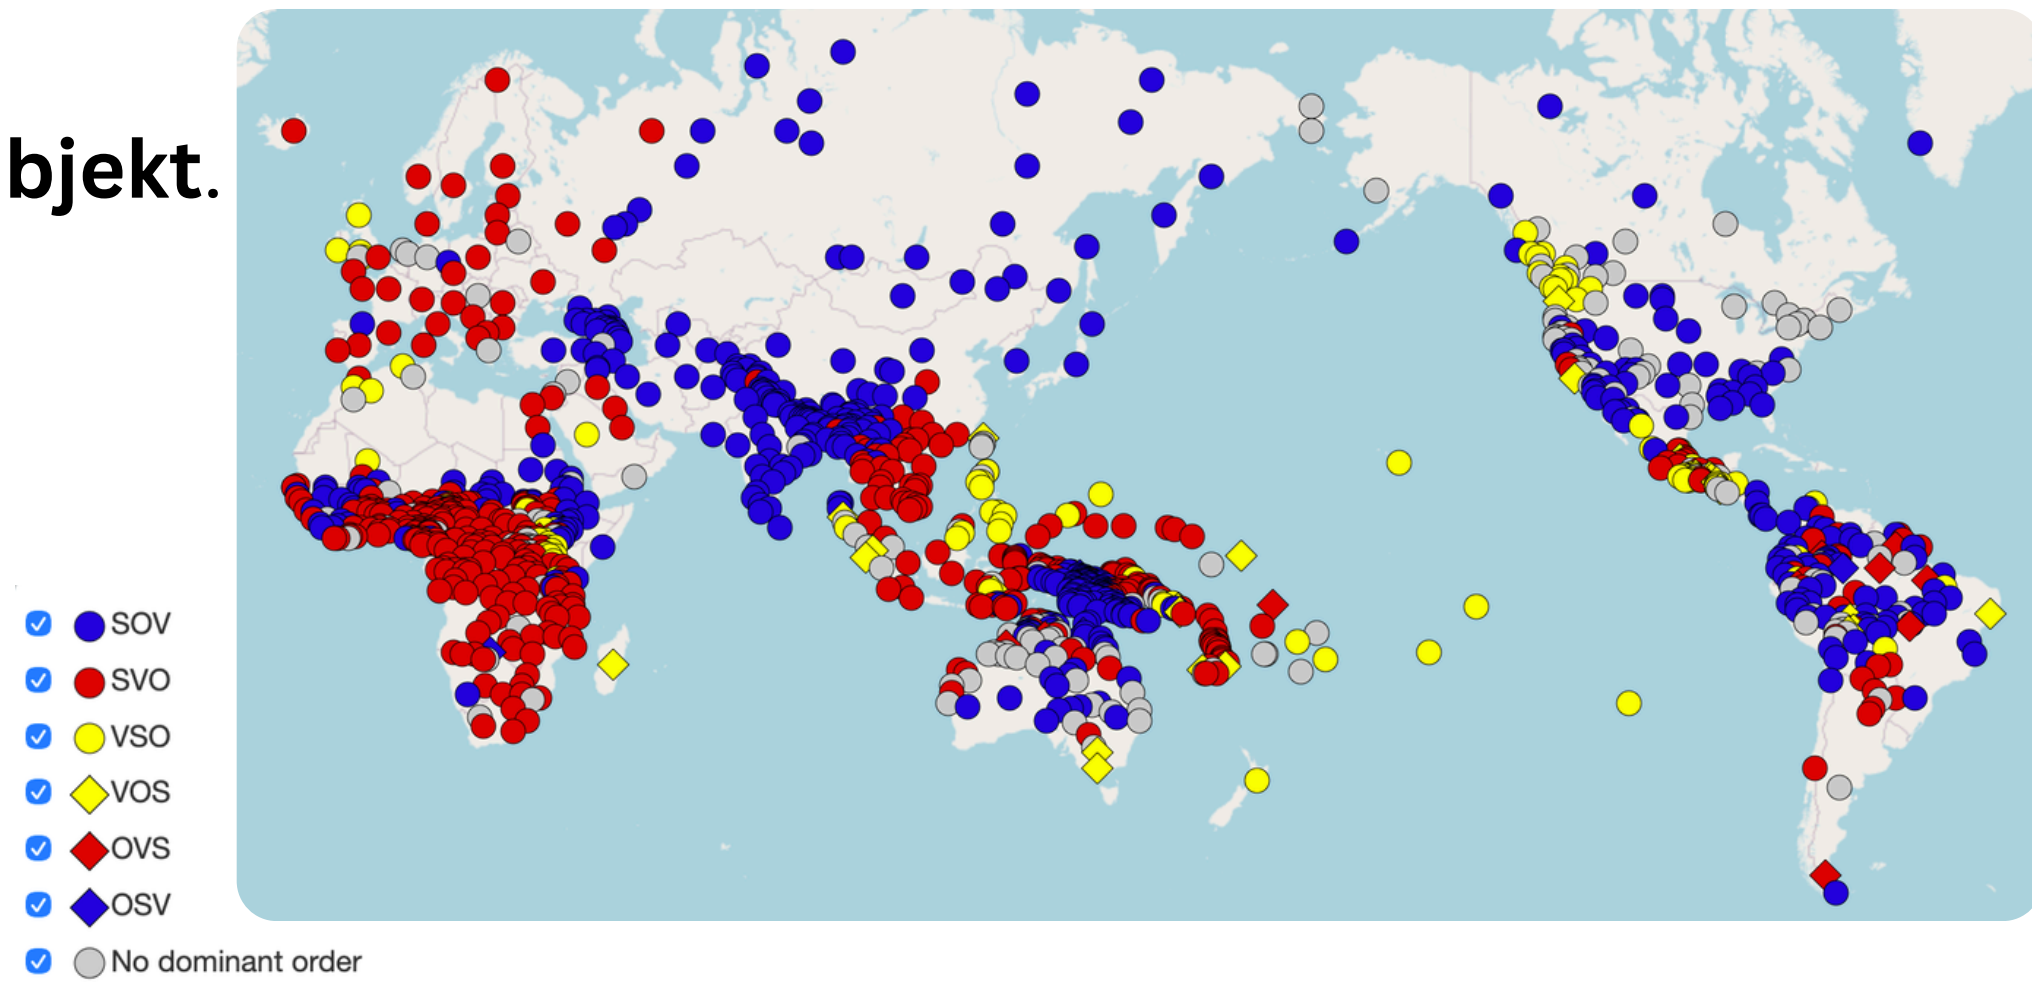 bjekt.
SOV
SVO
VSO
VOS
OVS
OSV
No dominant order